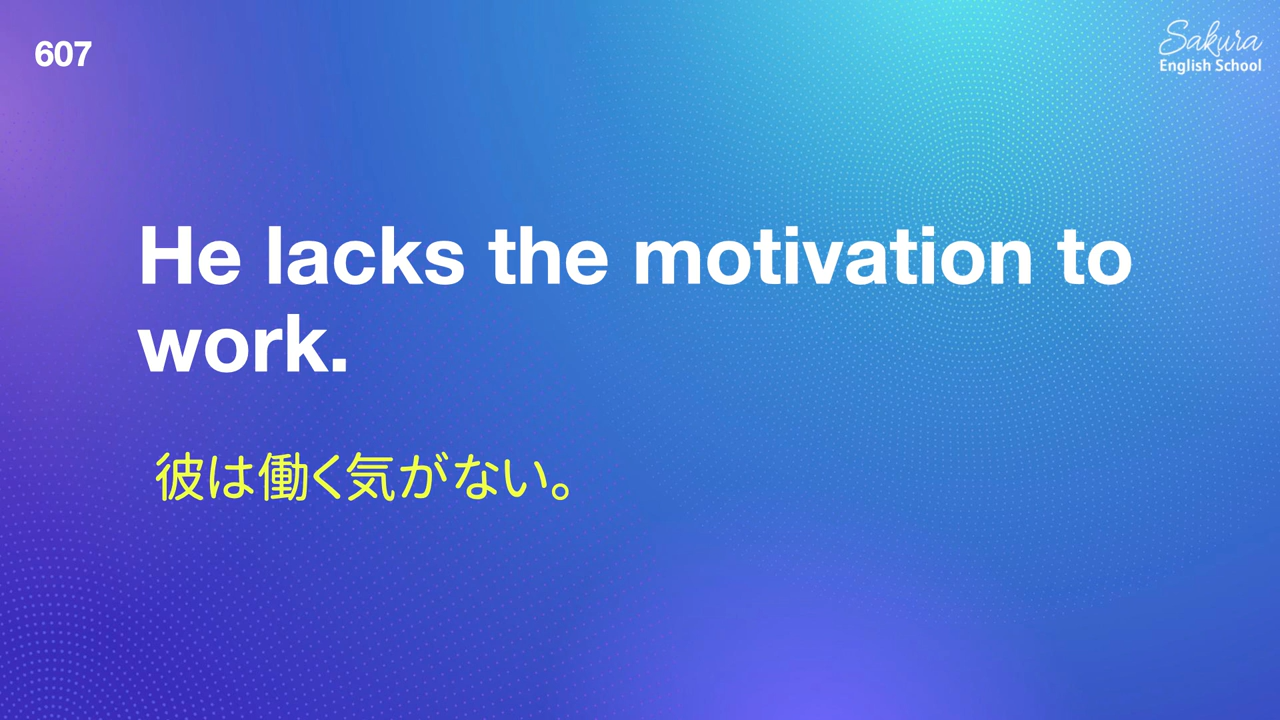 607
Sakura
English School
He lacks the motivation to
work.
彼は働く気がない。